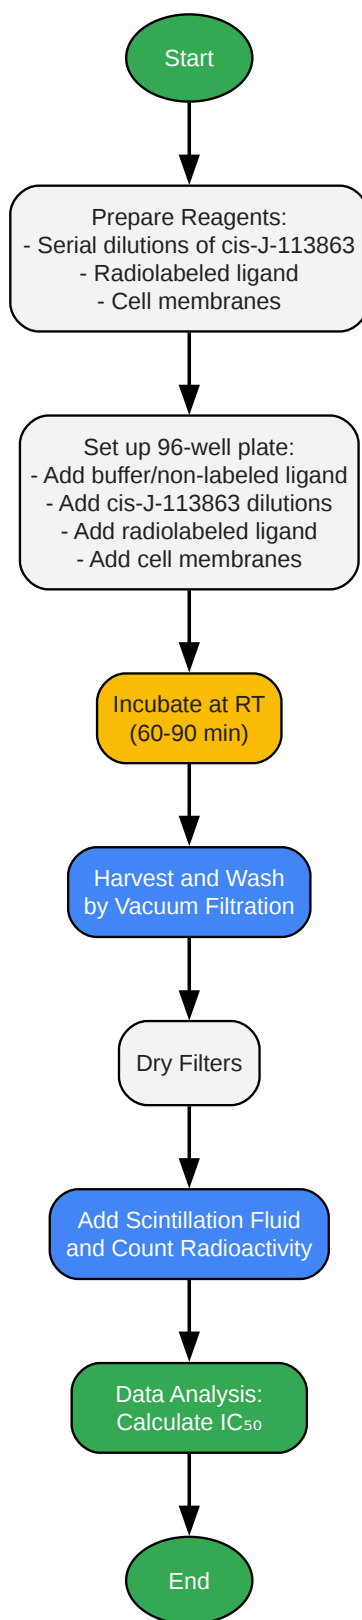 Start
Prepare Reagents:
- Serial dilutions of cis-J-113863
- Radiolabeled ligand
- Cell membranes
Set up 96-well plate:
- Add buffer/non-labeled ligand
- Add cis-J-113863 dilutions
- Add radiolabeled ligand
- Add cell membranes
Incubate at RT
(60-90 min)
Harvest and Wash
by Vacuum Filtration
Dry Filters
Add Scintillation Fluid
and Count Radioactivity
Data Analysis:
Calculate IC₅₀
End